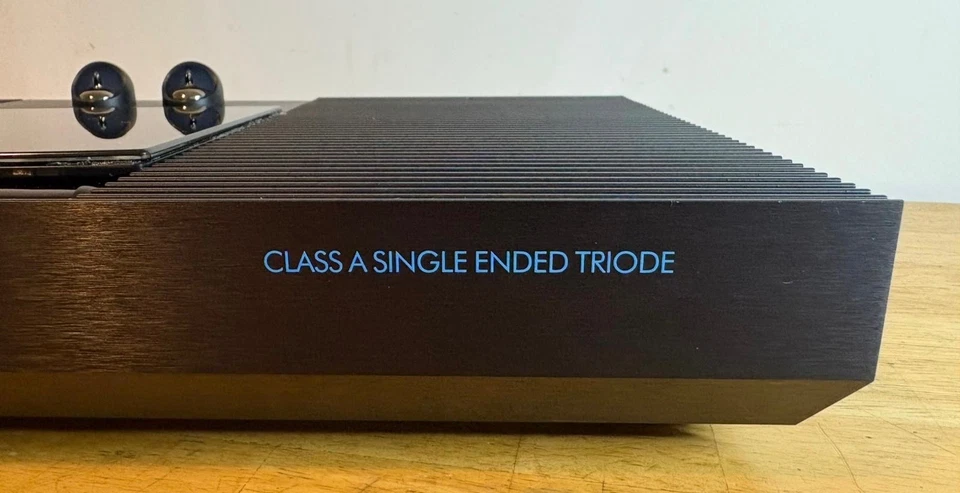 CLASS A SINGLE ENDED TRIODE